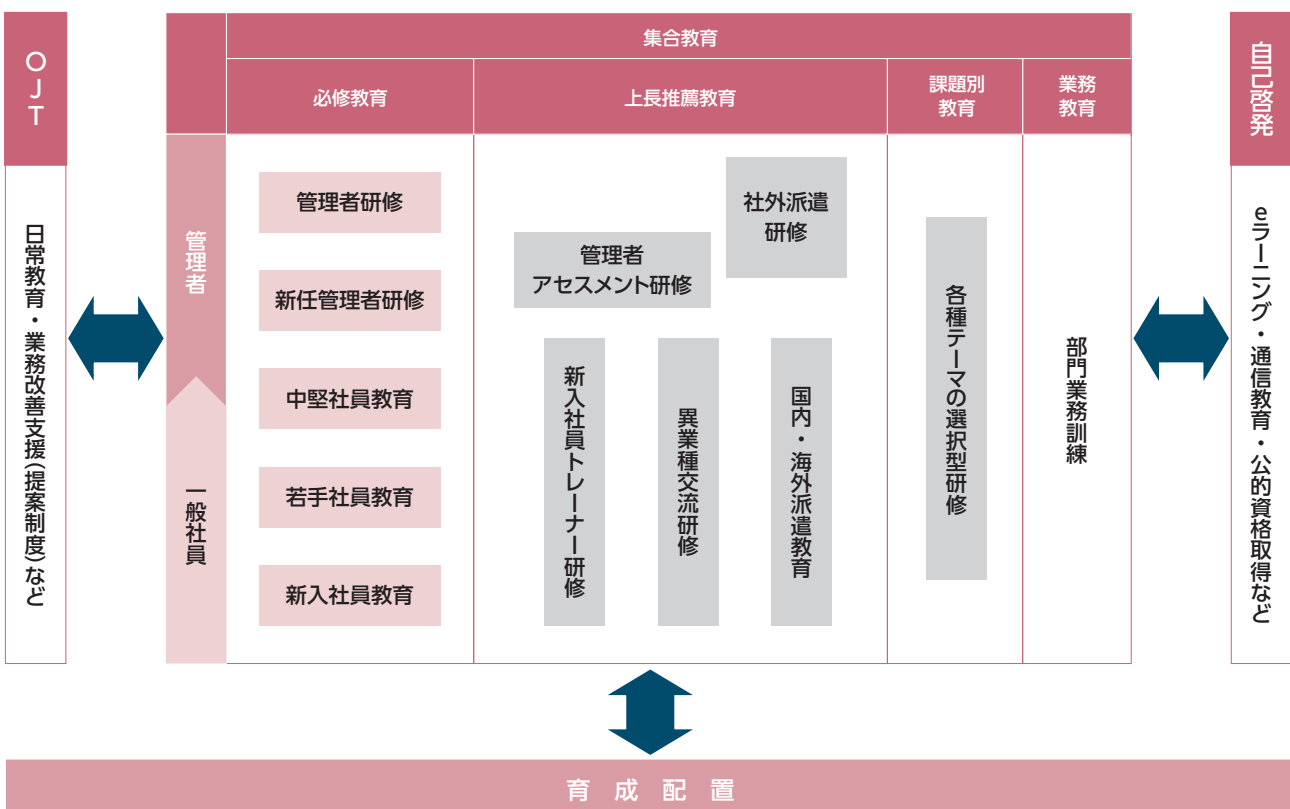 OJT
日常教育・業務改善支援(提案制度)など
集合教育
必修教育
上長推薦教育
課題別
教育
業務
教育
管理者
一般社員
管理者研修
新任管理者研修
中堅社員教育
若手社員教育
新入社員教育
社外派遣
研修
管理者
アセスメント研修
新入社員トレーナー研修
異業種交流研修
国内・海外派遣教育
各種テーマの選択型研修
部門業務訓練
自己啓発
eラーニング・通信教育・公的資格取得など
育成配置